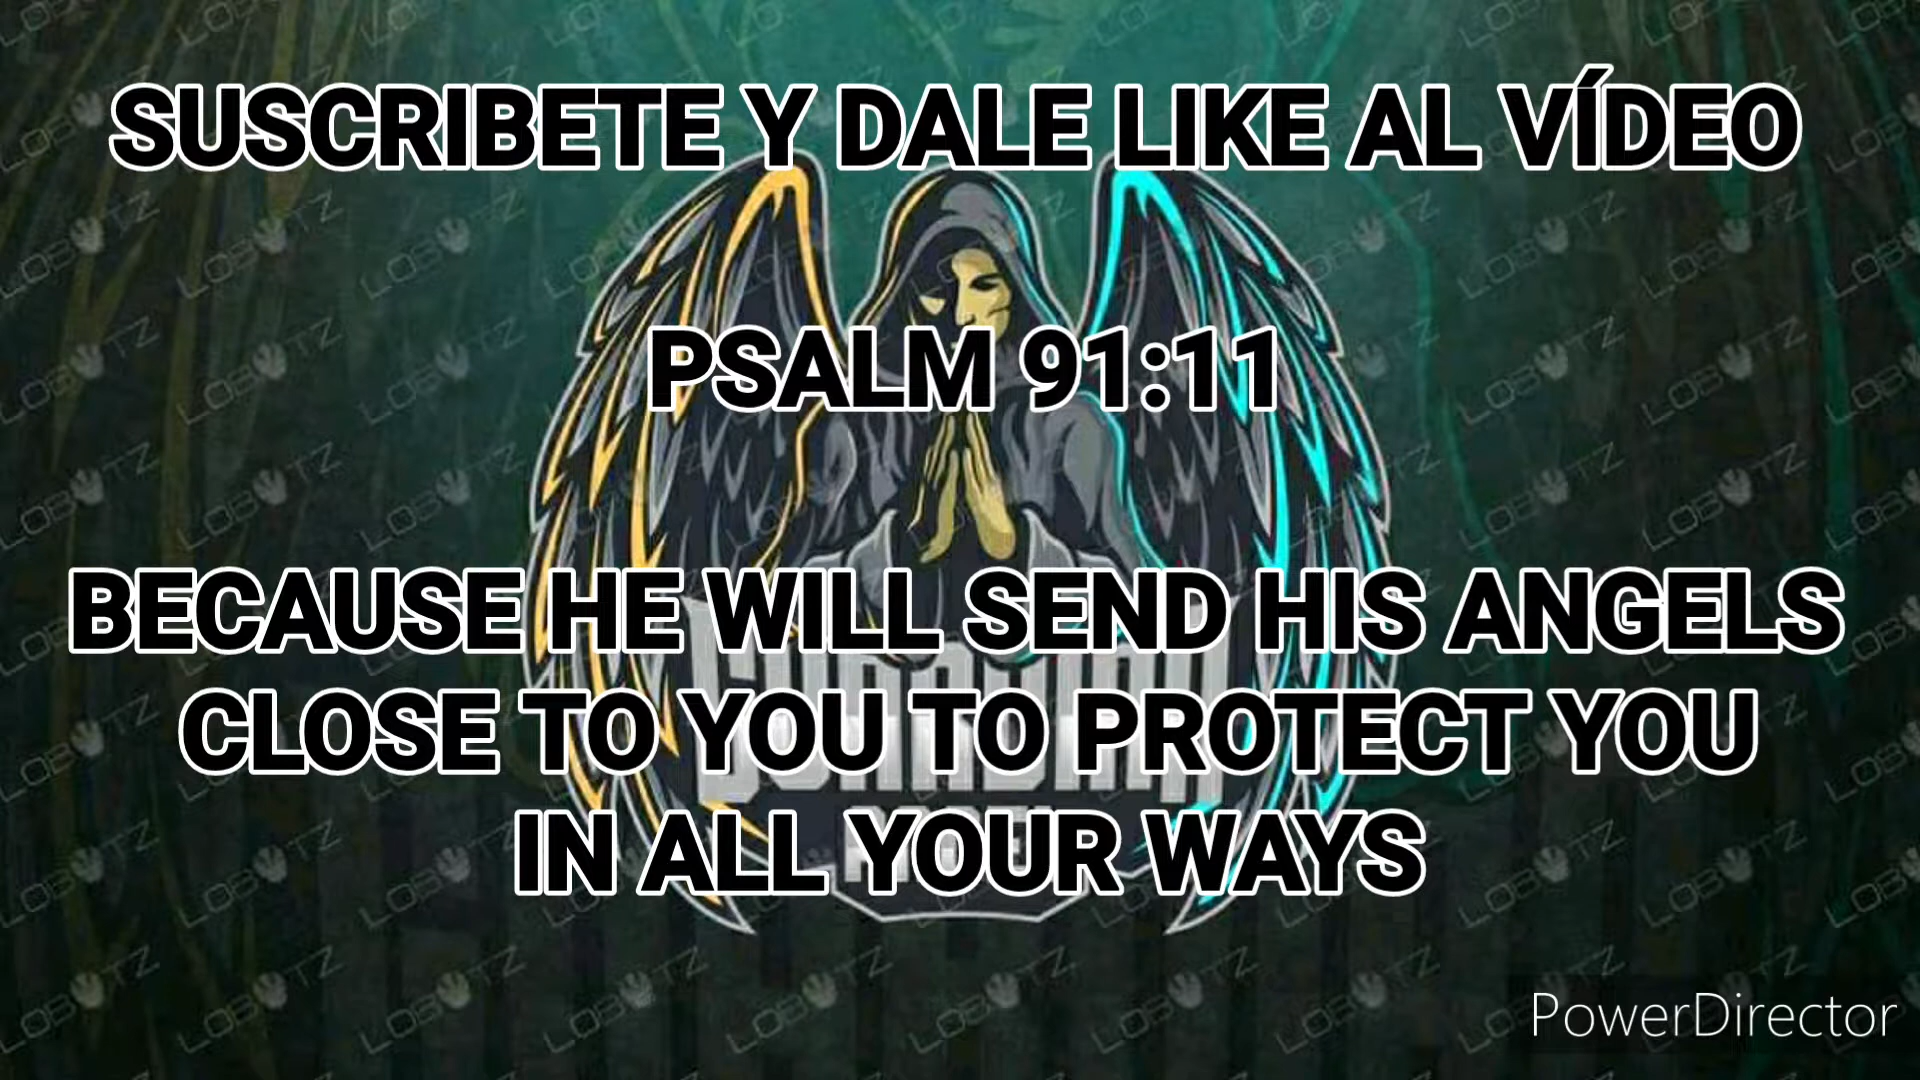 SUSCRIBETE Y DALE LIKE AL VÍDEO
PSALM 91:11
BECAUSE HE WILL SEND HIS ANGELS
CLOSE TO YOU TO PROTECT YOU
IN ALL YOUR WAYS
PowerDirector